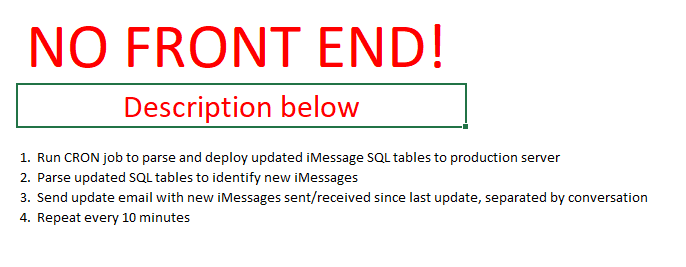 NO FRONT END!
Description below
1. Run CRON job to parse and deploy updated iMessage SQL tables to production server
2. Parse updated SQL tables to identify new iMessages
3. Send update email with new iMessages sent/received since last update, separated by conversation
4. Repeat every 10 minutes